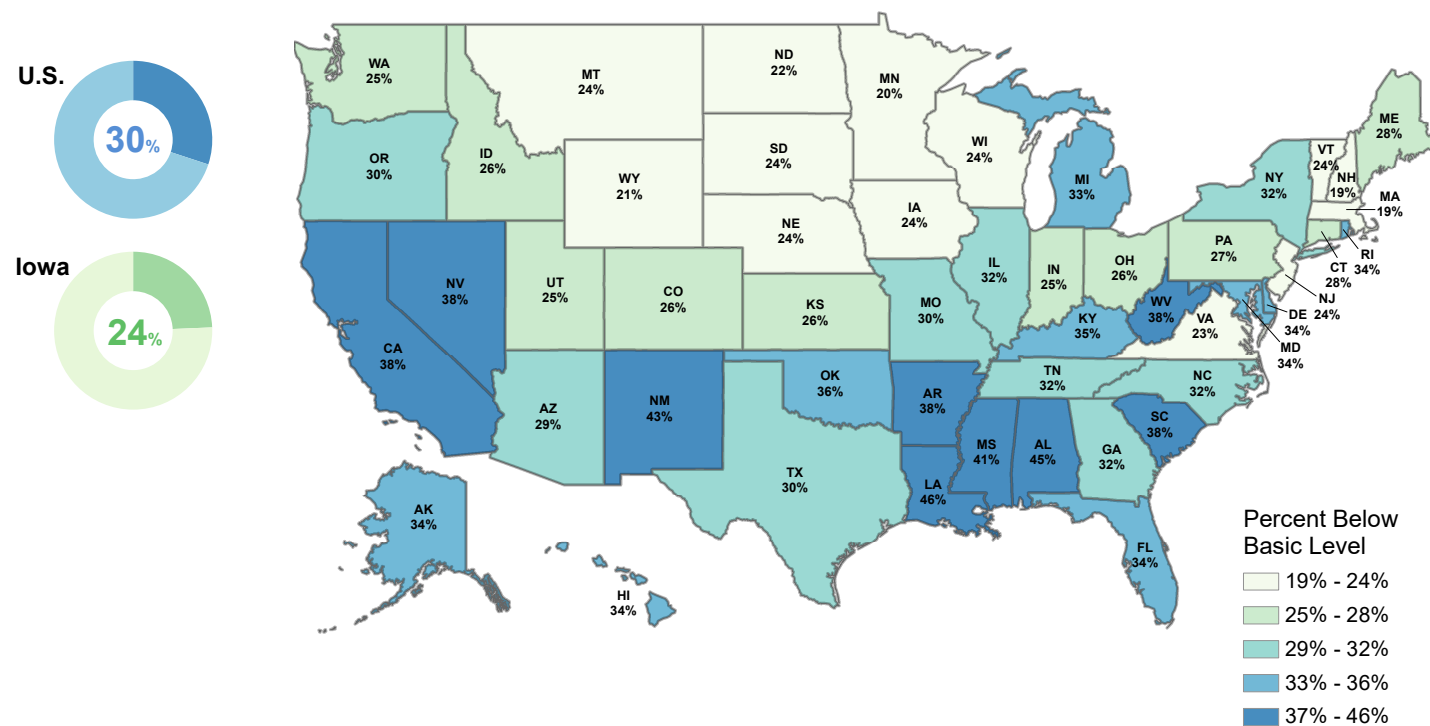 U.S.
30%
Iowa
24%
WA
25%
OR
30%
CA
38%
NV
38%
ID
26%
MT
24%
WY
21%
UT
25%
CO
26%
AZ
29%
NM
43%
ND
22%
SD
24%
NE
24%
KS
26%
OK
36%
TX
30%
MN
20%
IA
24%
MO
30%
AR
38%
LA
46%
WI
24%
IL
32%
MI
33%
IN
25%
OH
26%
KY
35%
TN
32%
MS
41%
AL
45%
GA
32%
FL
34%
SC
38%
NC
32%
VA
23%
WV
38%
PA
27%
NY
32%
VT
24%
NH
19%
ME
28%
MA
19%
RI
34%
CT
28%
NJ
24%
DE
34%
MD
34%
AK
34%
HI
34%
Percent Below
Basic Level
19% - 24%
25% - 28%
29% - 32%
33% - 36%
37% - 46%